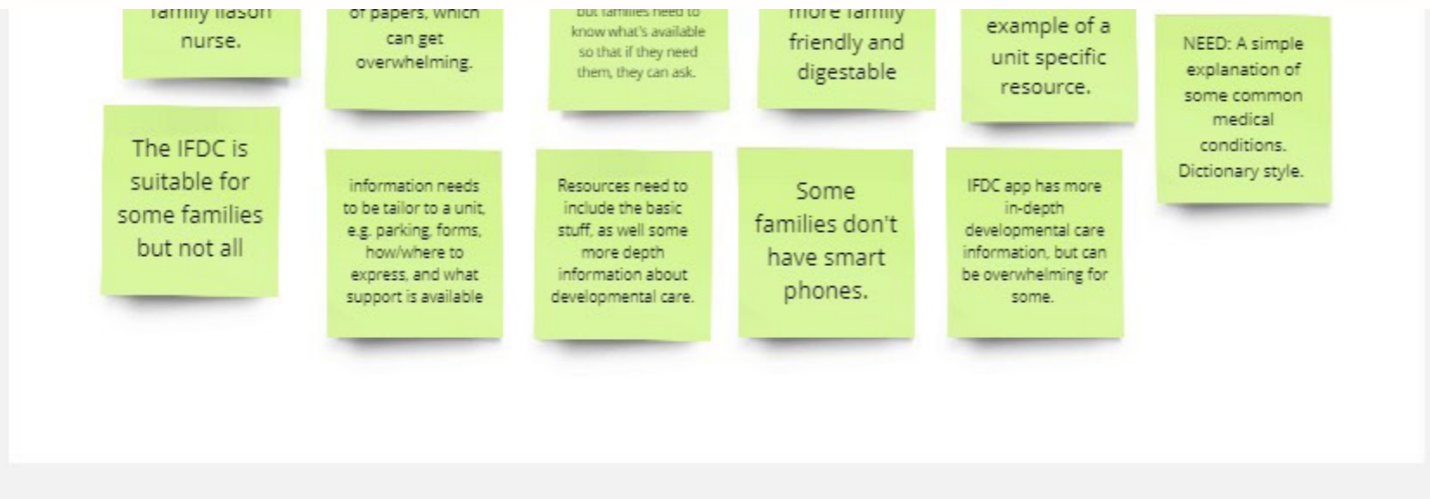 family liason
nurse.
of papers, which
can get
overwhelming.
but families need to
know what's available
so that if they need
them, they can ask.
more family
friendly and
digestable
example of a
unit specific
resource.
NEED: A simple
explanation of
some common
medical
conditions.
Dictionary style.
The IFDC is
suitable for
some families
but not all
information needs
to be tailor to a unit,
e.g. parking, forms,
how/where to
express, and what
support is available
Resources need to
include the basic
stuff, as well some
more depth
information about
developmental care.
Some
families don't
have smart
phones.
IFDC app has more
in-depth
developmental care
information, but can
be overwhelming for
some.